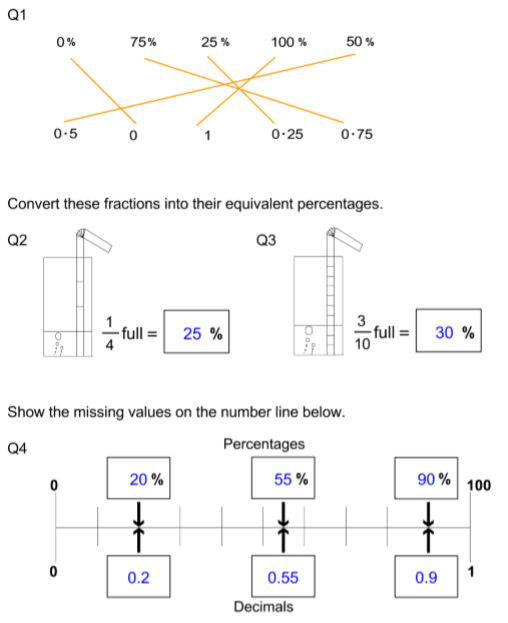 Q1
0% 75% 25% 100% 50%
0·5 0 1 0·25 0·75
Convert these fractions into their equivalent percentages.
Q2 Q3
1/4 full = 25 % 3/10 full = 30 %
Show the missing values on the number line below.
Q4 Percentages
0 20% 55% 90% 100
0 0.2 0.55 0.9 1
Decimals